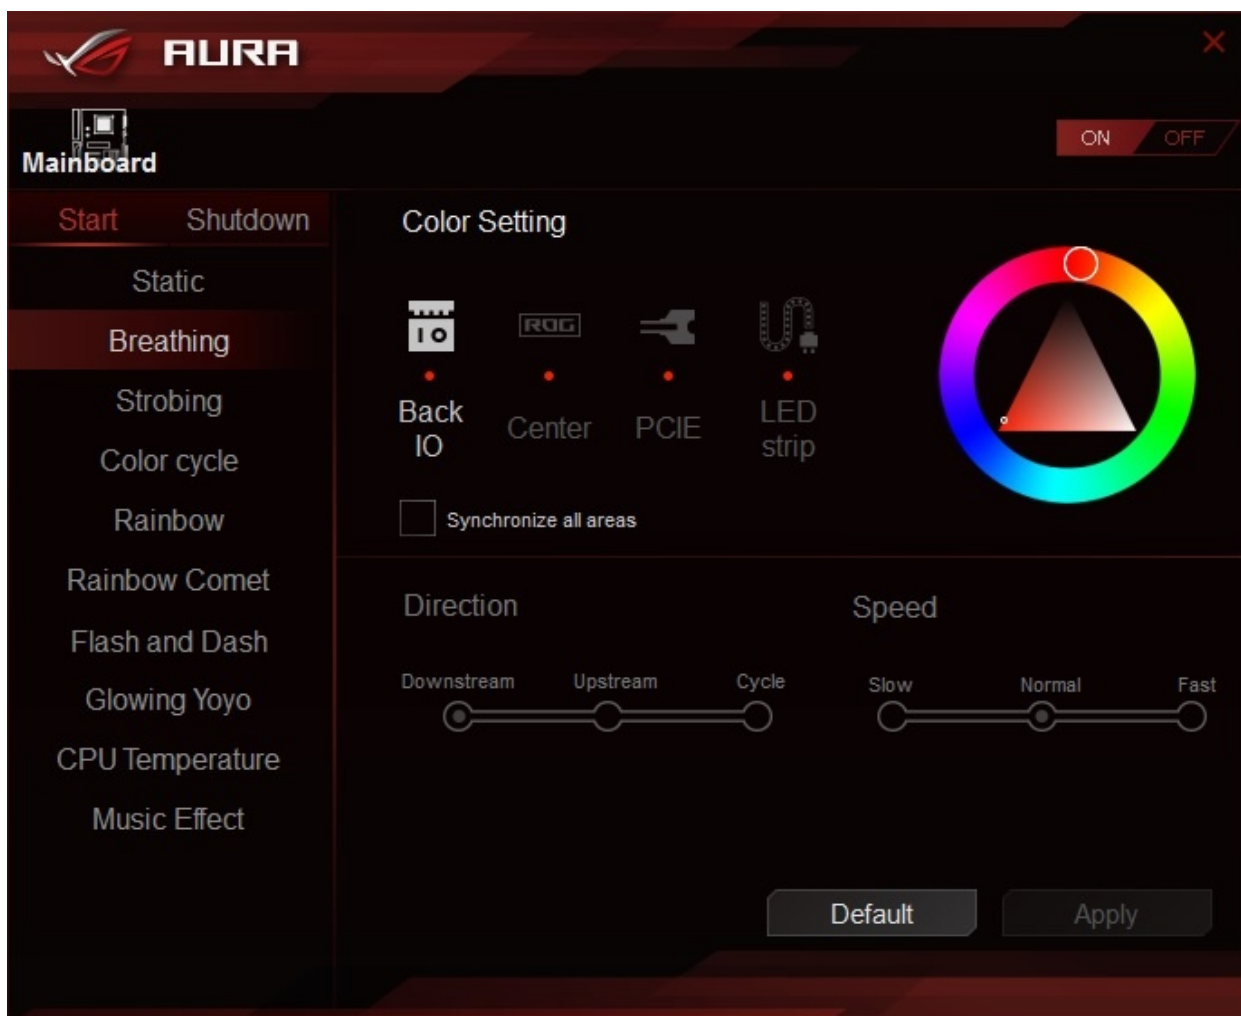 AURA
Mainboard
ON OFF
Start Shutdown
Static
Breathing
Strobing
Color cycle
Rainbow
Rainbow Comet
Flash and Dash
Glowing Yoyo
CPU Temperature
Music Effect
Color Setting
IO ROG
Back IO
Center
PCIE
LED strip
Synchronize all areas
Direction
Downstream Upstream Cycle
Speed
Slow Normal Fast
Default Apply